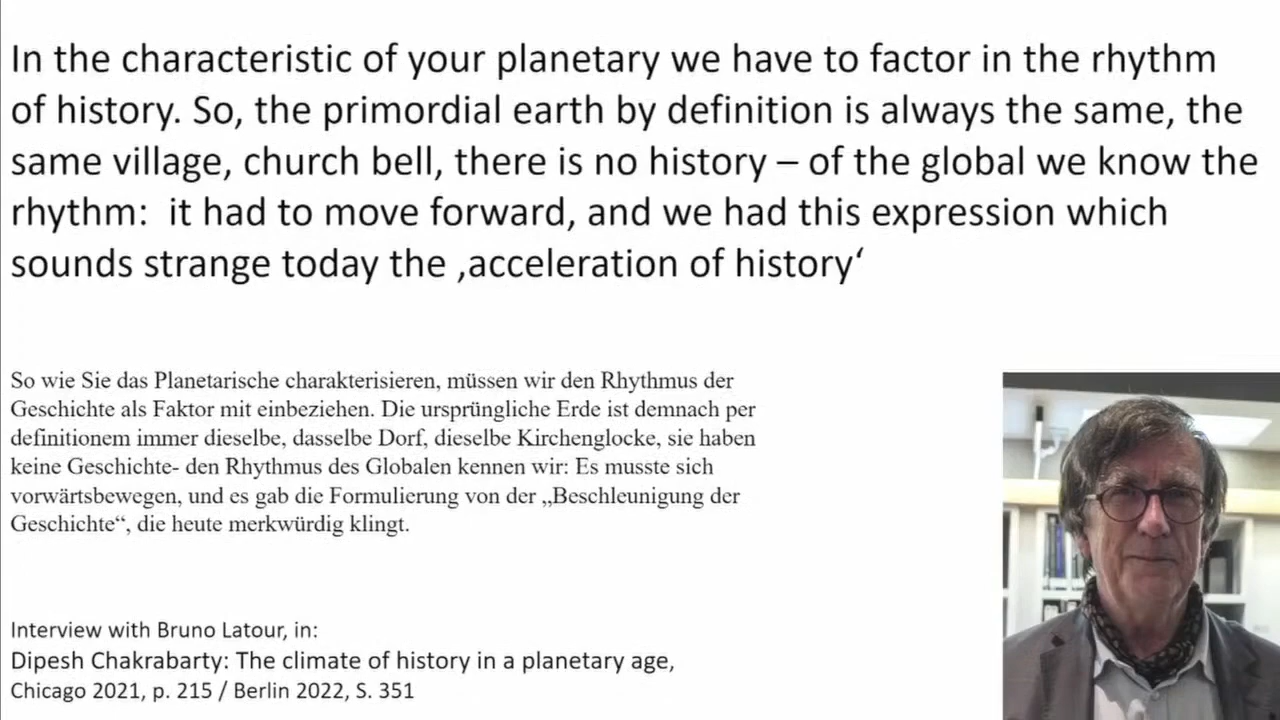 In the characteristic of your planetary we have to factor in the rhythm
of history. So, the primordial earth by definition is always the same, the
same village, church bell, there is no history – of the global we know the
rhythm:  it had to move forward, and we had this expression which
sounds strange today the ‚acceleration of history‘
So wie Sie das Planetarische charakterisieren, müssen wir den Rhythmus der
Geschichte als Faktor mit einbeziehen. Die ursprüngliche Erde ist demnach per
definitionem immer dieselbe, dasselbe Dorf, dieselbe Kirchenglocke, sie haben
keine Geschichte- den Rhythmus des Globalen kennen wir: Es musste sich
vorwärtsbewegen, und es gab die Formulierung von der „Beschleunigung der
Geschichte“, die heute merkwürdig klingt.
Interview with Bruno Latour, in:
Dipesh Chakrabarty: The climate of history in a planetary age,
Chicago 2021, p. 215 / Berlin 2022, S. 351